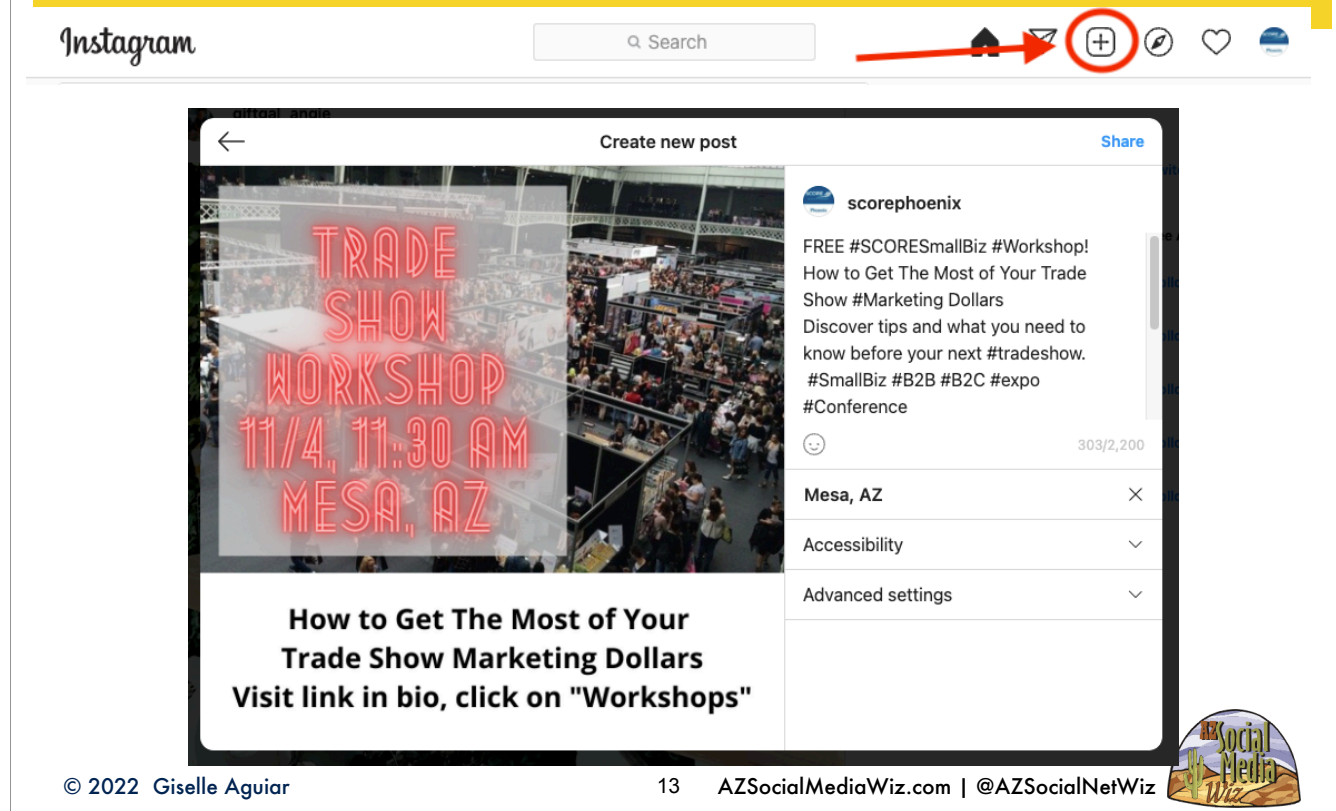 Instagram
Search
giftgal_angie
Create new post
Share
TRADE
SHOW
WORKSHOP
11/4, 11:30 AM
MESA, AZ
How to Get The Most of Your
Trade Show Marketing Dollars
Visit link in bio, click on "Workshops"
scorephoenix
FREE #SCORESmallBiz #Workshop!
How to Get The Most of Your Trade
Show #Marketing Dollars
Discover tips and what you need to
know before your next #tradeshow.
#SmallBiz #B2B #B2C #expo
#Conference
303/2,200
Mesa, AZ
Accessibility
Advanced settings
© 2022 Giselle Aguiar
13
AZSocialMediaWiz.com | @AZSocialNetWiz
AZSocial
Media
Wiz